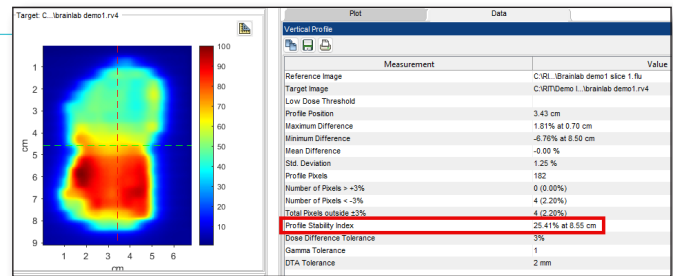 Target: C...\brainlab demo1.rv4
100
90
80
70
60
50
40
30
20
10
1
2
3
4
5
6
7
8
9
cm
1 2 3 4 5 6
cm
Plot Data
Vertical Profile
Measurement Value
Reference Image C:\RI...\Brainlab demo1 slice 1.flu
Target Image C:\RIT\Demo I...\brainlab demo1.rv4
Low Dose Threshold
Profile Position 3.43 cm
Maximum Difference 1.81% at 0.70 cm
Minimum Difference -6.76% at 8.50 cm
Mean Difference -0.00 %
Std. Deviation 1.25 %
Profile Pixels 182
Number of Pixels > +3% 0 (0.00%)
Number of Pixels < -3% 4 (2.20%)
Total Pixels outside ±3% 4 (2.20%)
Profile Stability Index 25.41% at 8.55 cm
Dose Difference Tolerance 3%
Gamma Tolerance 1
DTA Tolerance 2 mm